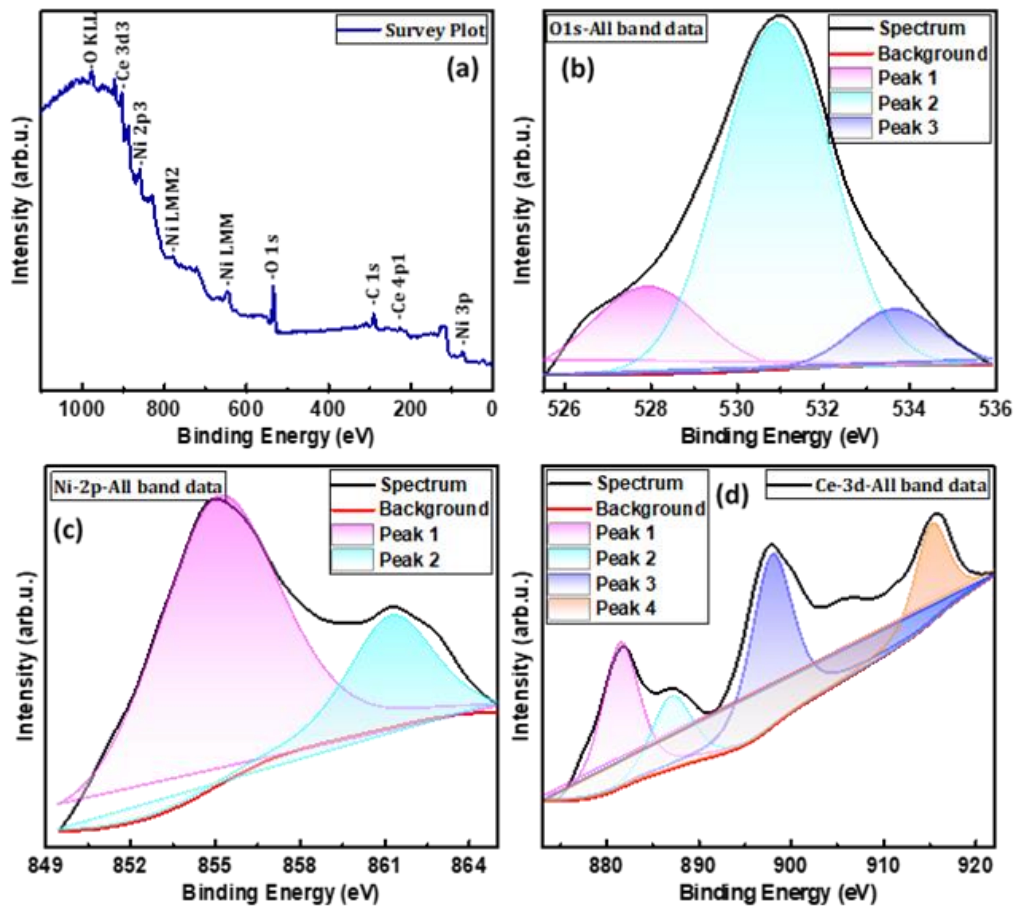 Survey Plot
(a)
-O KLL
-Ce 3d3
-Ni 2p3
-Ni LMM2
-Ni LMM
-O 1s
-C 1s
-Ce 4p1
-Ni 3p
Intensity (arb.u.)
1000 800 600 400 200 0
Binding Energy (eV)
O1s-All band data
(b)
Spectrum
Background
Peak 1
Peak 2
Peak 3
Intensity (arb.u.)
526 528 530 532 534 536
Binding Energy (eV)
Ni-2p-All band data
(c)
Spectrum
Background
Peak 1
Peak 2
Intensity (arb.u.)
849 852 855 858 861 864
Binding Energy (eV)
Spectrum
Background
Peak 1
Peak 2
Peak 3
Peak 4
(d)
Ce-3d-All band data
Intensity (arb.u.)
880 890 900 910 920
Binding Energy (eV)